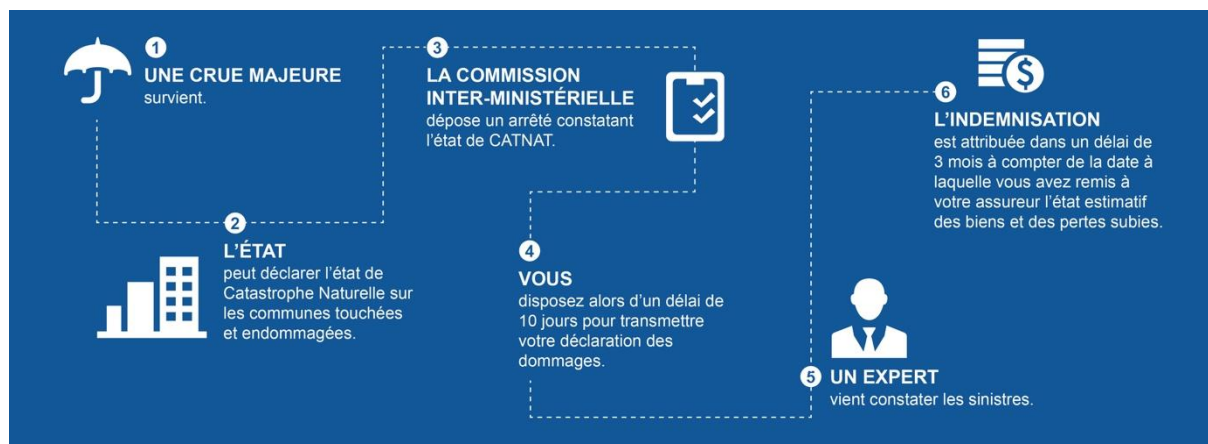 1
UNE CRUE MAJEURE
survient.
2
L'ÉTAT
peut déclarer l'état de
Catastrophe Naturelle sur
les communes touchées
et endommagées.
3
LA COMMISSION
INTER-MINISTÉRIELLE
dépose un arrêté constatant
l'état de CATNAT.
4
VOUS
disposez alors d'un délai de
10 jours pour transmettre
votre déclaration des
dommages.
5 UN EXPERT
vient constater les sinistres.
6
$
L'INDEMNISATION
est attribuée dans un délai de
3 mois à compter de la date à
laquelle vous avez remis à
votre assureur l'état estimatif
des biens et des pertes subies.